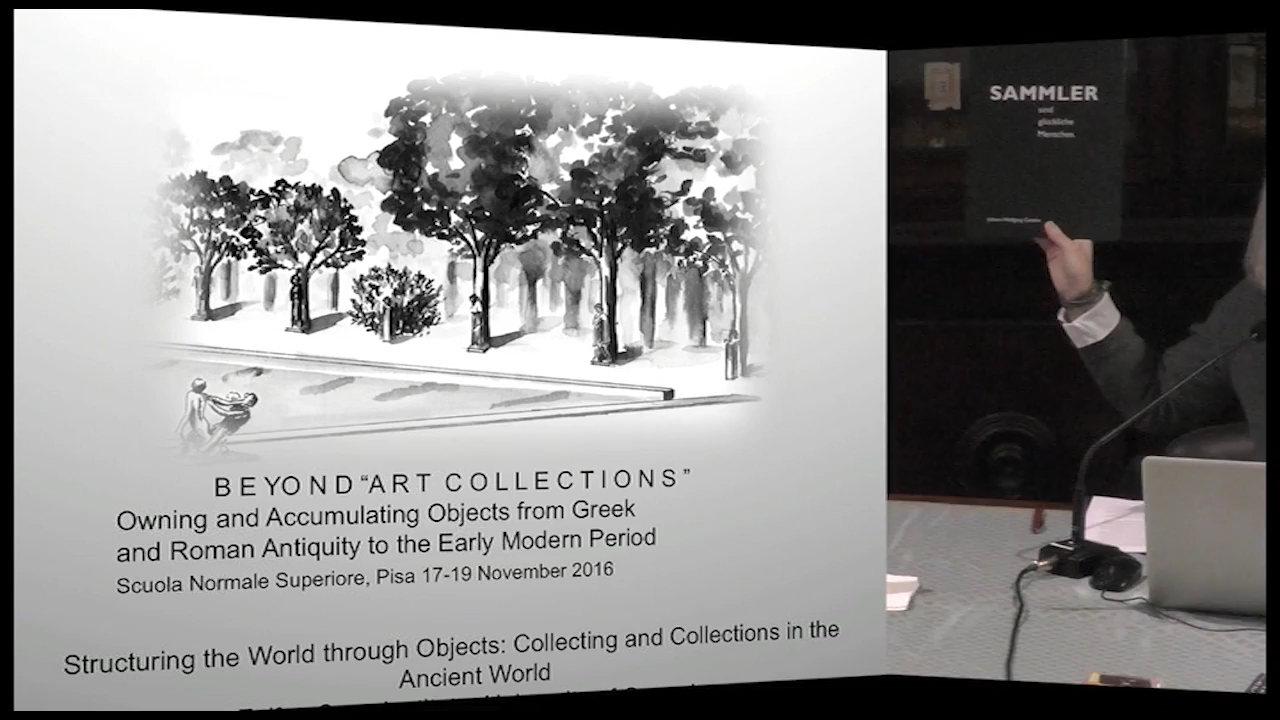 BEYOND “ART COLLECTIONS”
Owning and Accumulating Objects from Greek
and Roman Antiquity to the Early Modern Period
Scuola Normale Superiore, Pisa 17-19 November 2016
Structuring the World through Objects: Collecting and Collections in the
Ancient World
SAMMLER
sind
glückliche
Menschen